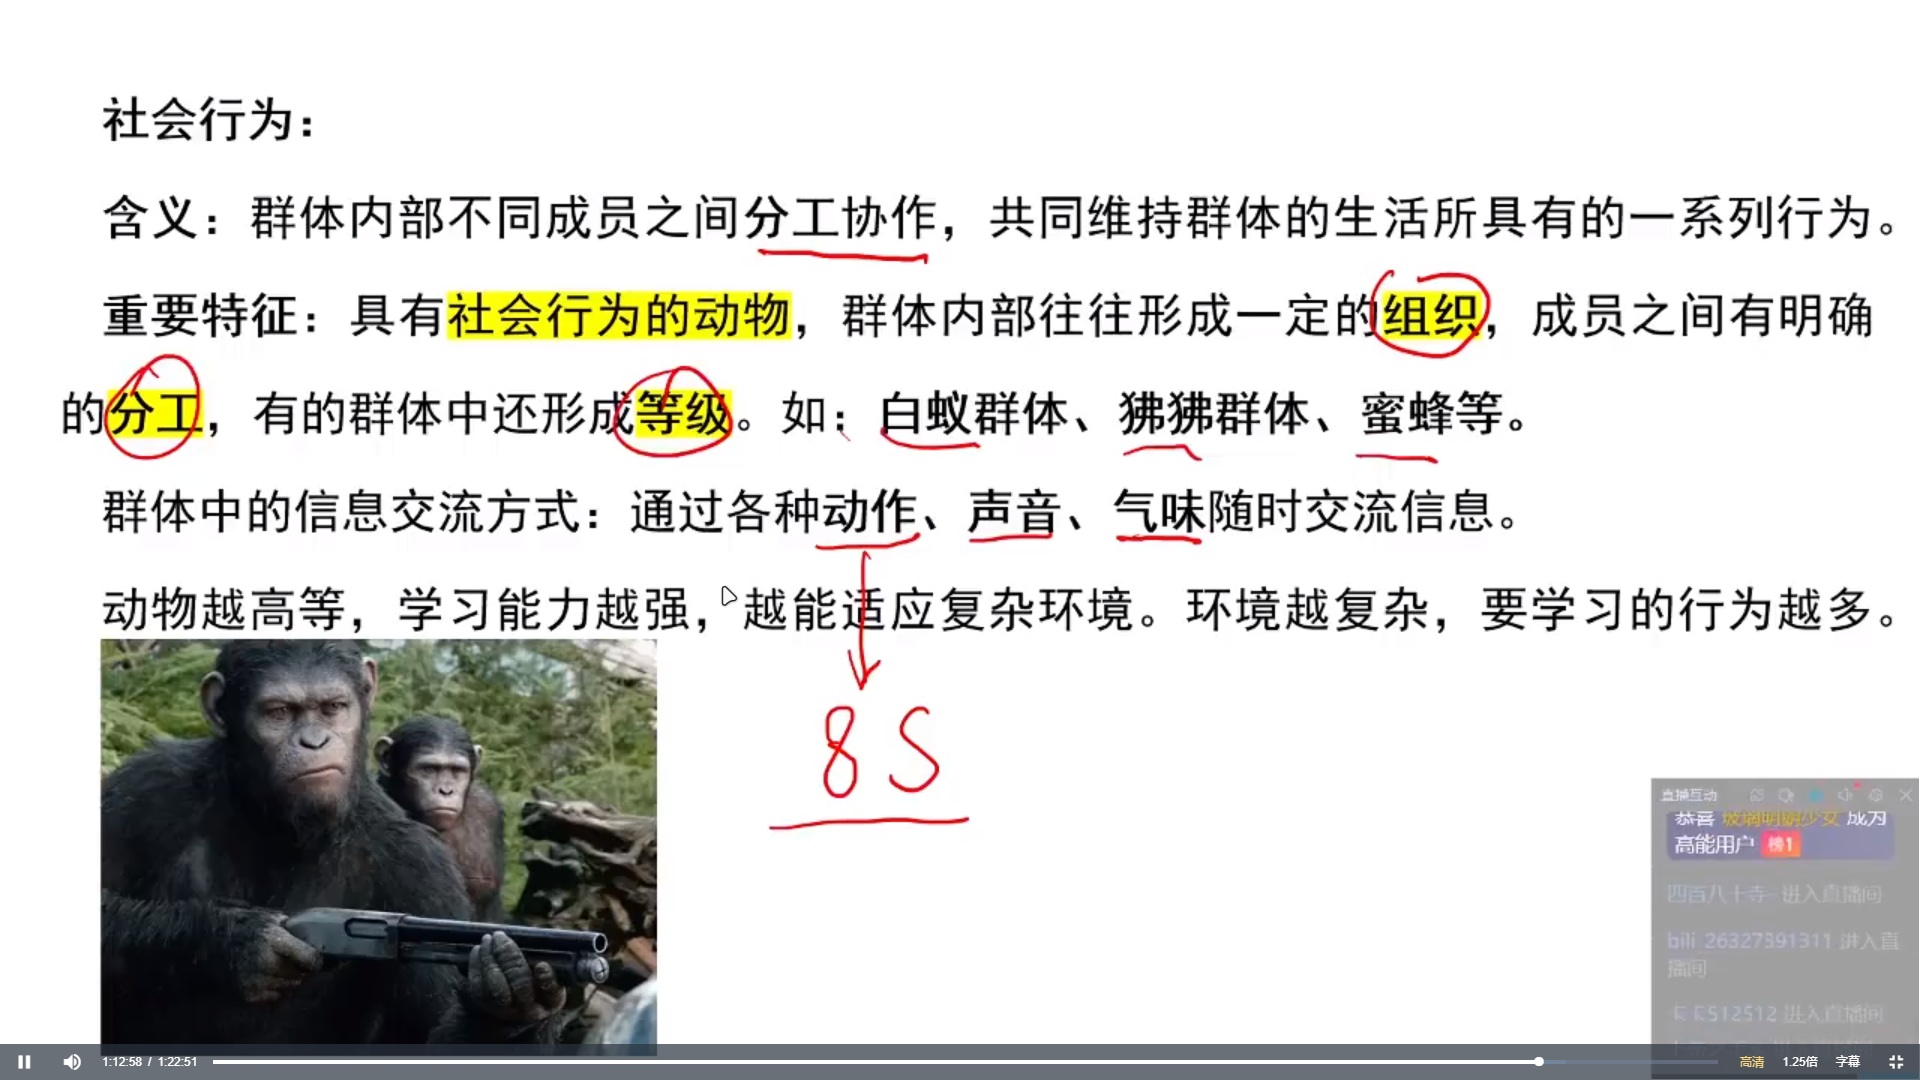 社会行为：
含义：群体内部不同成员之间分工协作，共同维持群体的生活所具有的一系列行为。
重要特征：具有社会行为的动物，群体内部往往形成一定的组织，成员之间有明确
的分工，有的群体中还形成等级。如：白蚁群体、狒狒群体、蜜蜂等。
群体中的信息交流方式：通过各种动作、声音、气味随时交流信息。
动物越高等，学习能力越强，越能适应复杂环境。环境越复杂，要学习的行为越多。
8 S
直播互动
恭喜 玻璃明眸少女 成为
高能用户 榜1
四百八十寺 进入直播间
bili_26327391311 进入直
播间
512512 进入直播间
1:12:58 / 1:22:51
高清 1.25倍 字幕